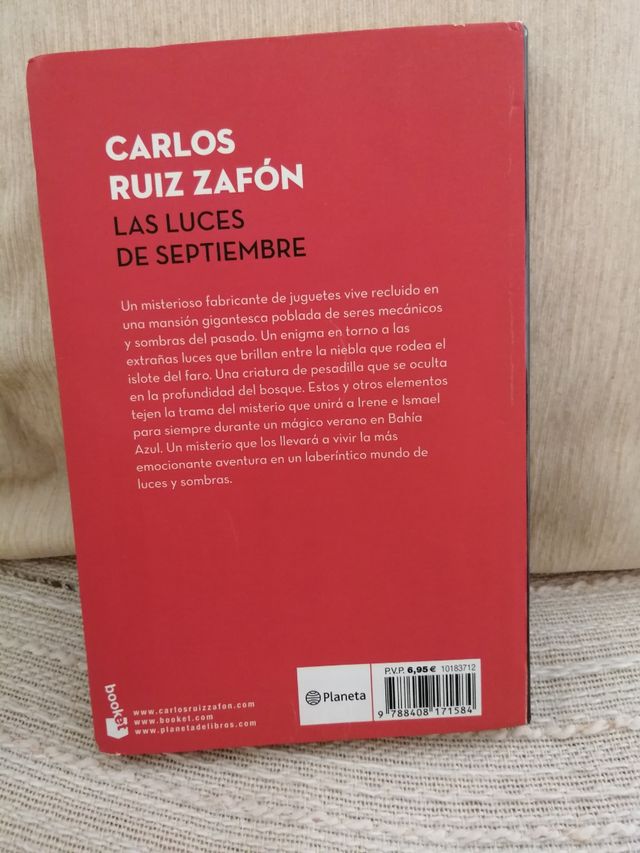 CARLOS
RUIZ ZAFÓN
LAS LUCES
DE SEPTIEMBRE
Un misterioso fabricante de juguetes vive recluido en
una mansión gigantesca poblada de seres mecánicos
y sombras del pasado. Un enigma en torno a las
extrañas luces que brillan entre la niebla que rodea el
islote del faro. Una criatura de pesadilla que se oculta
en la profundidad del bosque. Estos y otros elementos
tejen la trama del misterio que unirá a Irene e Ismael
para siempre durante un mágico verano en Bahía
Azul. Un misterio que los llevará a vivir la más
emocionante aventura en un laberíntico mundo de
luces y sombras.
booket
www.carlosruizzafon.com
www.booket.com
www.planetadelibros.com
Planeta
P.V.P. 6,95 € 10183712
9 788408 171584